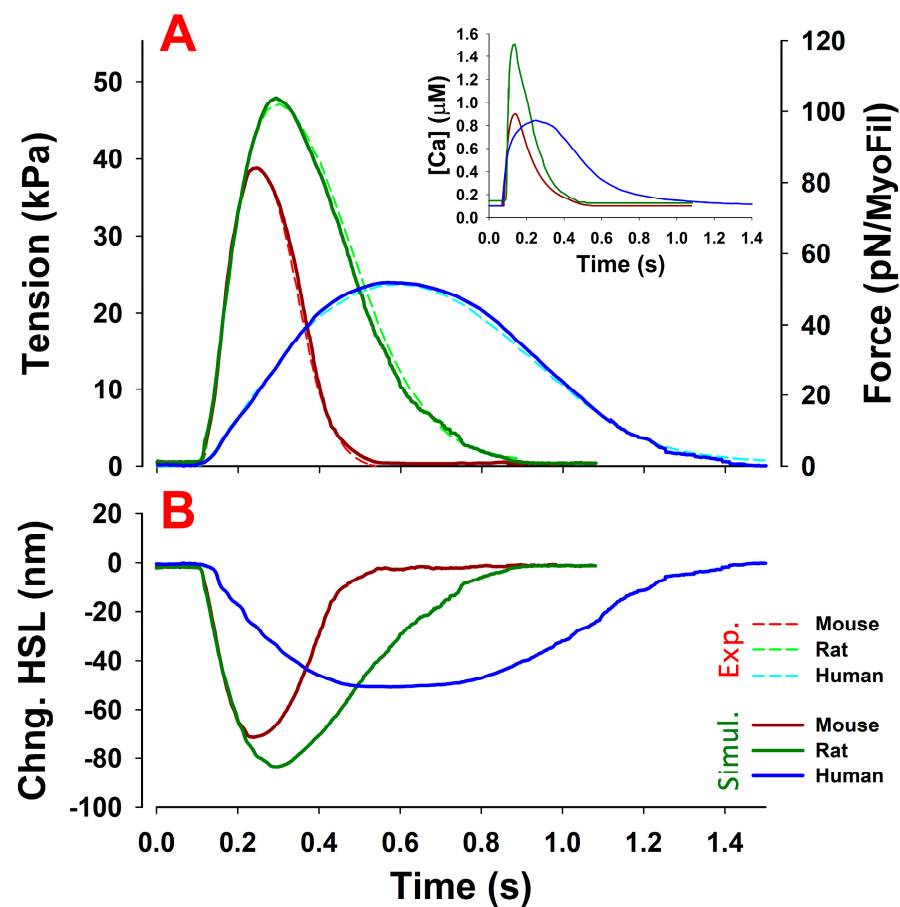 A
Tension (kPa)
50
40
30
20
10
0
120
100
80
60
40
20
0
Force (pN/MyoFil)
[Ca] (μM)
1.6
1.4
1.2
1.0
0.8
0.6
0.4
0.2
0.0
0.0 0.2 0.4 0.6 0.8 1.0 1.2 1.4
Time (s)
B
Chng. HSL (nm)
20
0
-20
-40
-60
-80
-100
Exp.
Mouse
Rat
Human
Simul.
Mouse
Rat
Human
0.0 0.2 0.4 0.6 0.8 1.0 1.2 1.4
Time (s)